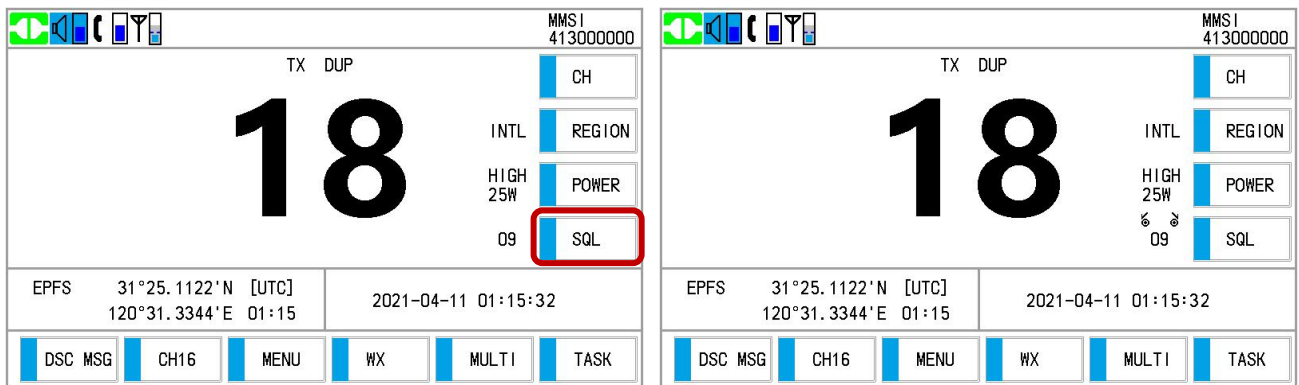 MMSI
413000000
TX DUP
CH
18
INTL
REGION
HIGH
25W
POWER
09
SQL
EPFS 31°25.1122'N [UTC]
120°31.3344'E 01:15
2021-04-11 01:15:32
DSC MSG CH16 MENU WX MULTI TASK
MMSI
413000000
TX DUP
CH
18
INTL
REGION
HIGH
25W
POWER
09
SQL
EPFS 31°25.1122'N [UTC]
120°31.3344'E 01:15
2021-04-11 01:15:32
DSC MSG CH16 MENU WX MULTI TASK